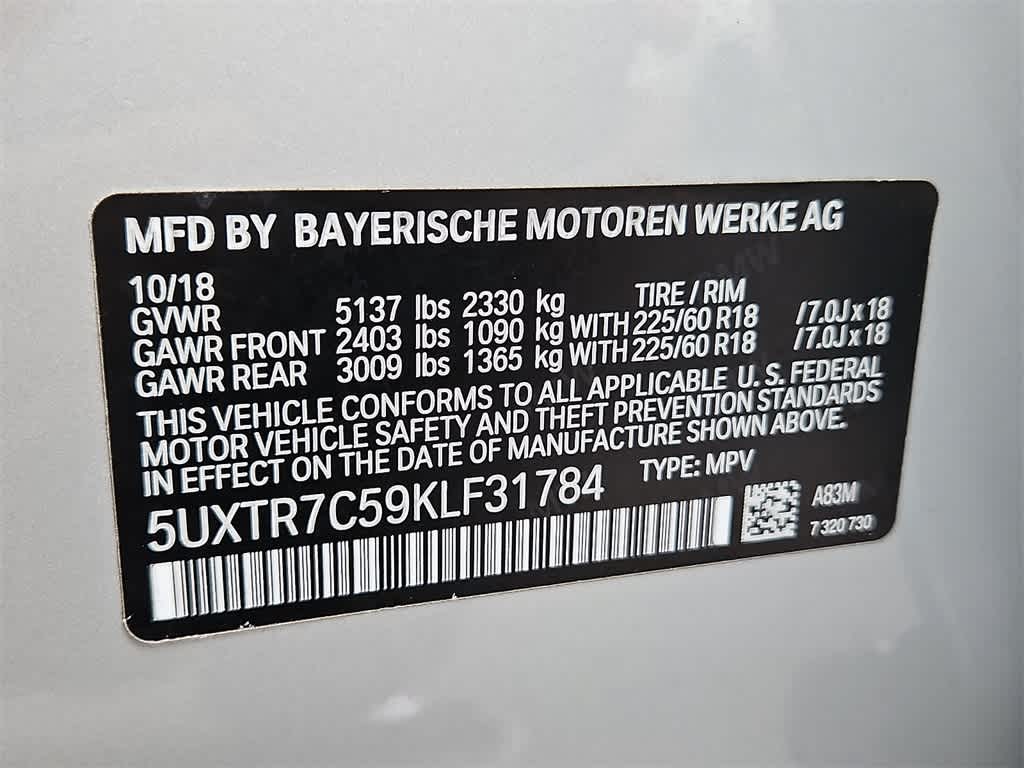 MFD BY BAYERISCHE MOTOREN WERKE AG
10/18
GVWR 5137 lbs 2330 kg TIRE / RIM
GAWR FRONT 2403 lbs 1090 kg WITH 225/60 R18 /7.0J x 18
GAWR REAR 3009 lbs 1365 kg WITH 225/60 R18 /7.0J x 18
THIS VEHICLE CONFORMS TO ALL APPLICABLE U. S. FEDERAL
MOTOR VEHICLE SAFETY AND THEFT PREVENTION STANDARDS
IN EFFECT ON THE DATE OF MANUFACTURE SHOWN ABOVE.
5UXTR7C59KLF31784 TYPE: MPV
A83M
7 320 730